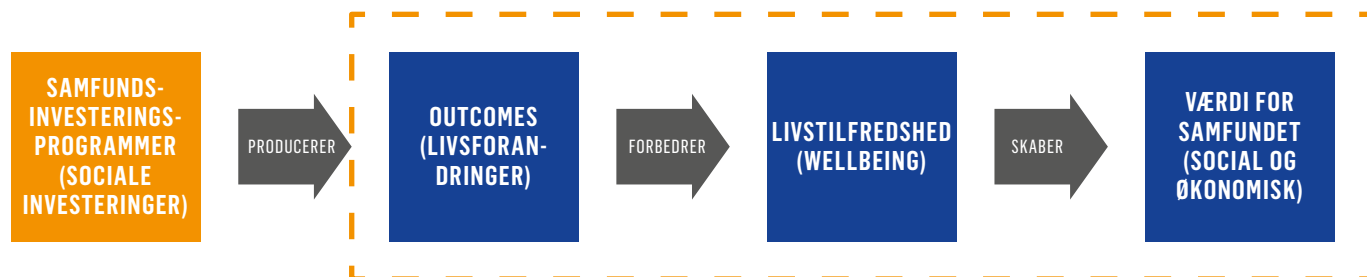 SAMFUNDS-
INVESTERINGS-
PROGRAMMER
(SOCIALE
INVESTERINGER)
PRODUCERER
OUTCOMES
(LIVSFORAN-
DRINGER)
FORBEDRER
LIVSTILFREDSHED
(WELLBEING)
SKABER
VÆRDI FOR
SAMFUNDET
(SOCIAL OG
ØKONOMISK)